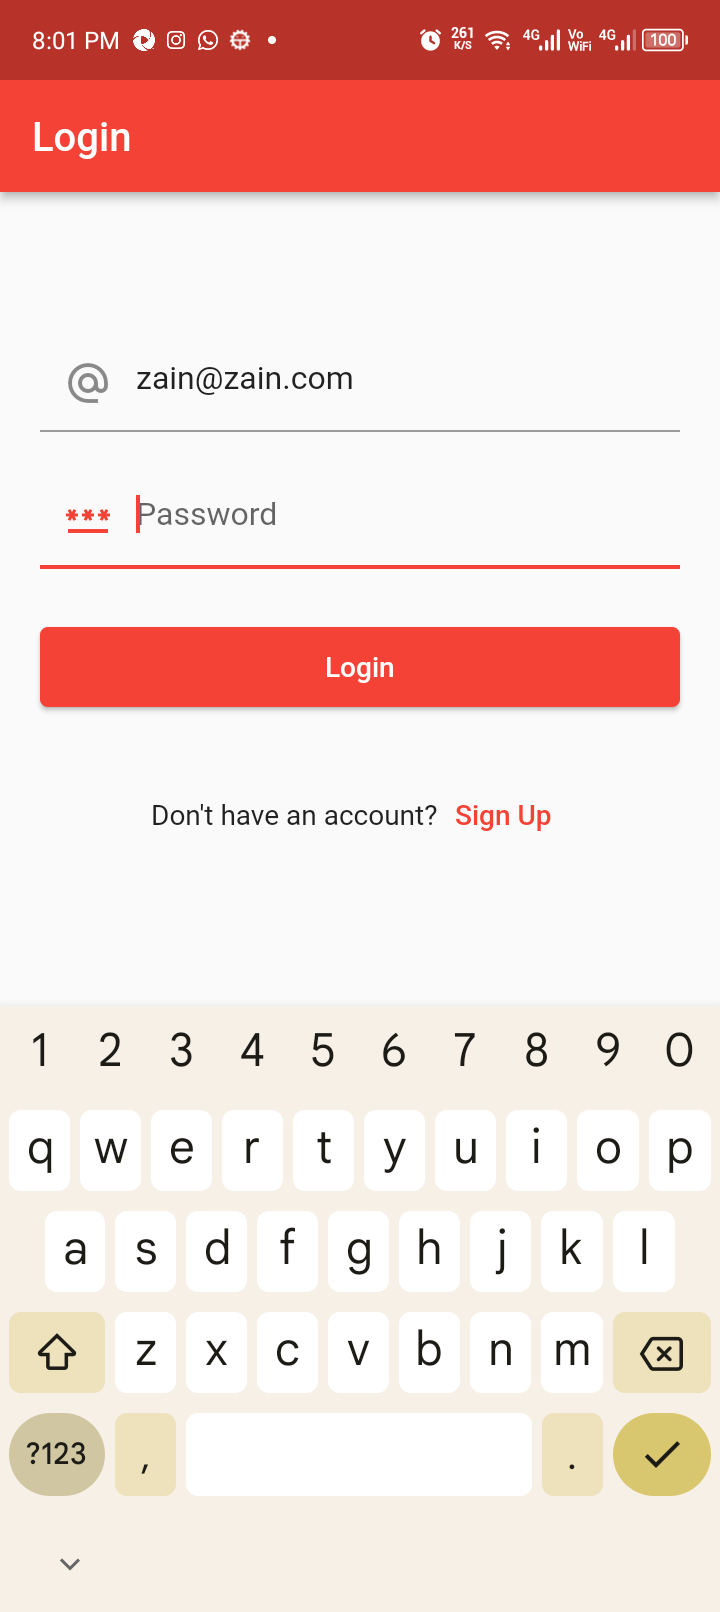 8:01 PM 261 K/S 4G Vo WiFi 4G 100
Login
zain@zain.com
*** Password
Login
Don't have an account? Sign Up
1 2 3 4 5 6 7 8 9 0
q w e r t y u i o p
a s d f g h j k l
z x c v b n m
?123 , .